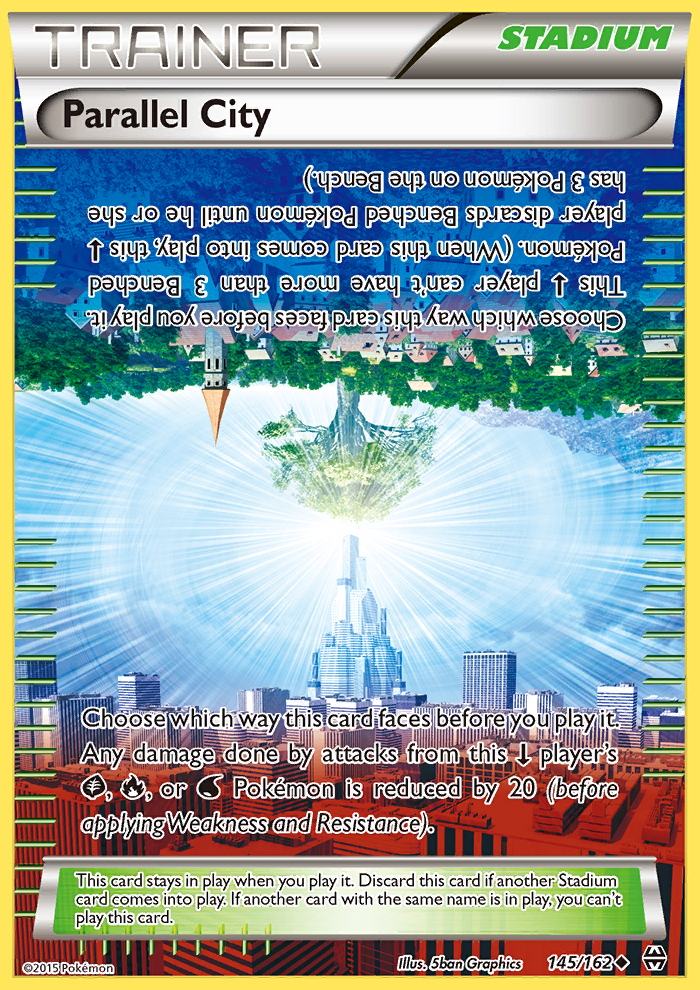 TRAINER
STADIUM
Parallel City
Choose which way this card faces before you play it.
This ↑ player can't have more than 3 Benched
Pokémon. (When this card comes into play, this ↑
player discards Benched Pokémon until he or she
has 3 Pokémon on the Bench.)
Choose which way this card faces before you play it.
Any damage done by attacks from this ↓ player's
, , or Pokémon is reduced by 20 (before
applying Weakness and Resistance).
This card stays in play when you play it. Discard this card if another Stadium
card comes into play. If another card with the same name is in play, you can't
play this card.
©2015 Pokémon
Illus. 5ban Graphics
145/162